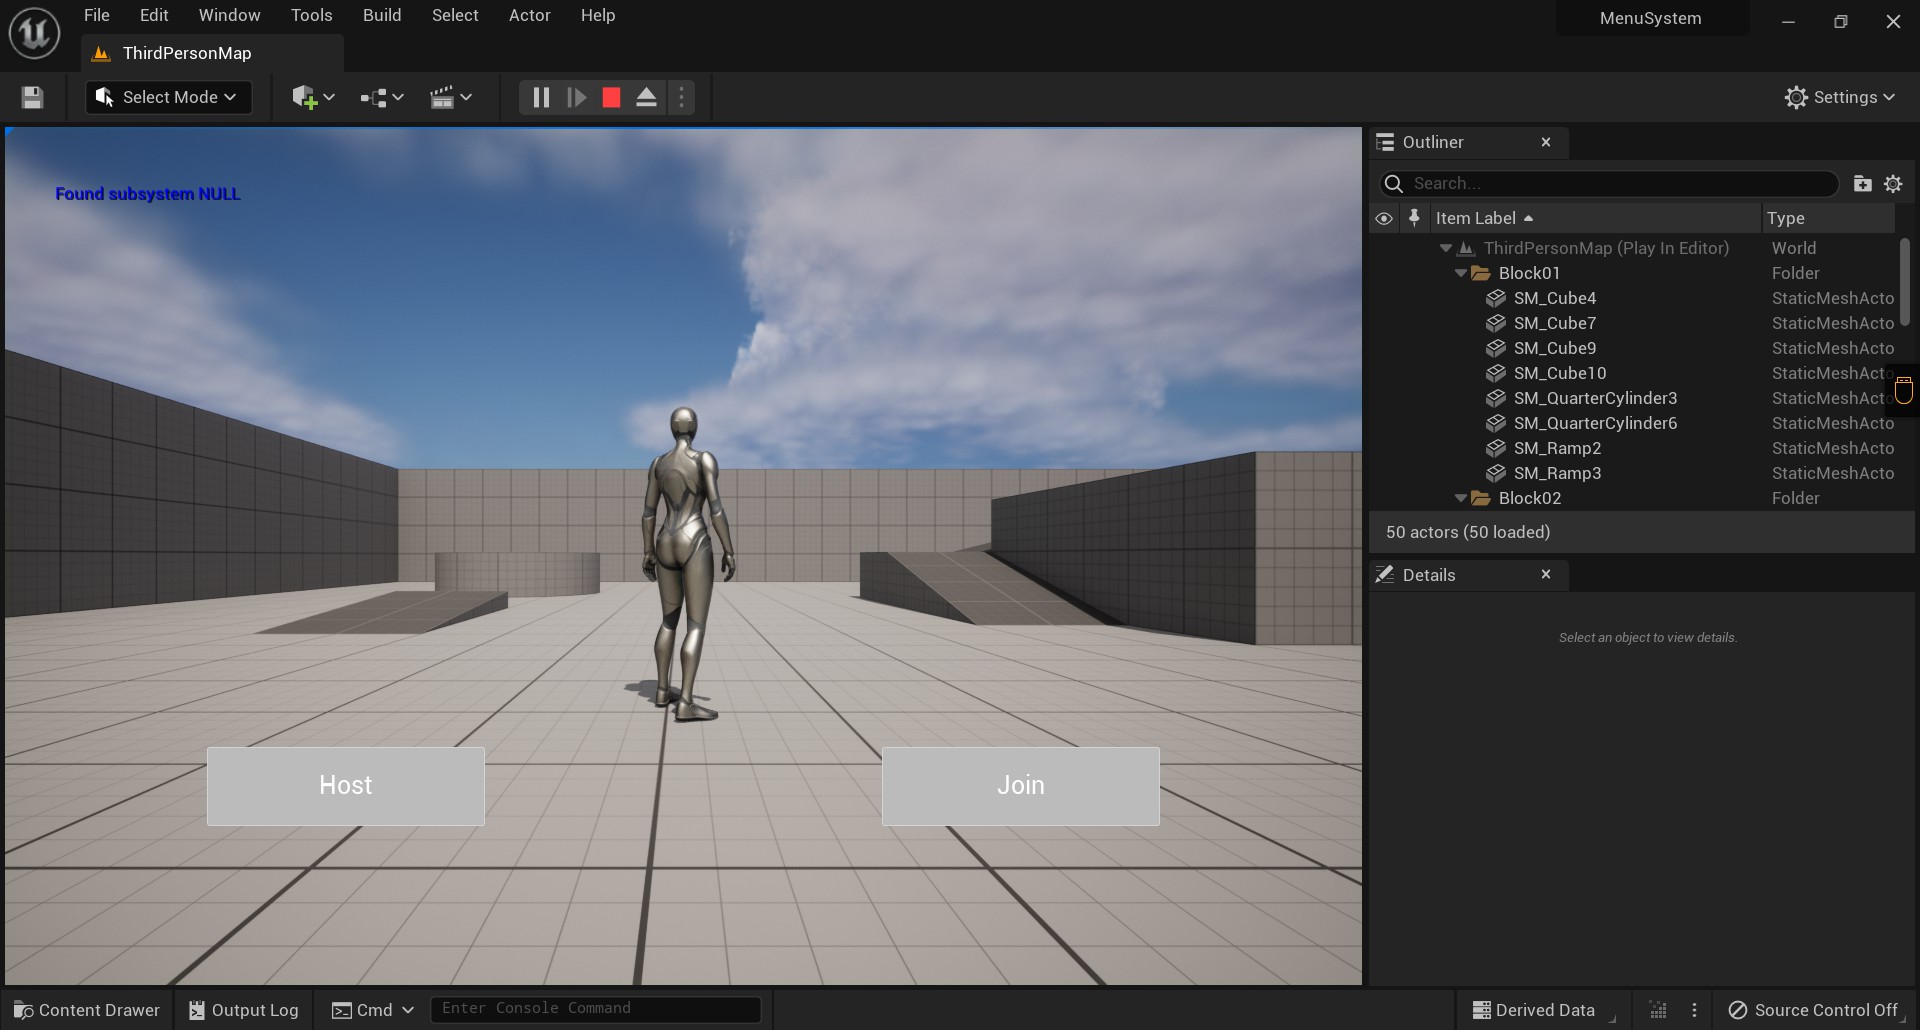 File Edit Window Tools Build Select Actor Help
MenuSystem
ThirdPersonMap
Select Mode
Settings
Found subsystem NULL
Host
Join
Outliner
Search...
Item Label Type
ThirdPersonMap (Play In Editor) World
Block01 Folder
SM_Cube4 StaticMeshActo
SM_Cube7 StaticMeshActo
SM_Cube9 StaticMeshActo
SM_Cube10 StaticMeshActo
SM_QuarterCylinder3 StaticMeshActo
SM_QuarterCylinder6 StaticMeshActo
SM_Ramp2 StaticMeshActo
SM_Ramp3 StaticMeshActo
Block02 Folder
50 actors (50 loaded)
Details
Select an object to view details.
Content Drawer Output Log Cmd Enter Console Command Derived Data Source Control Off